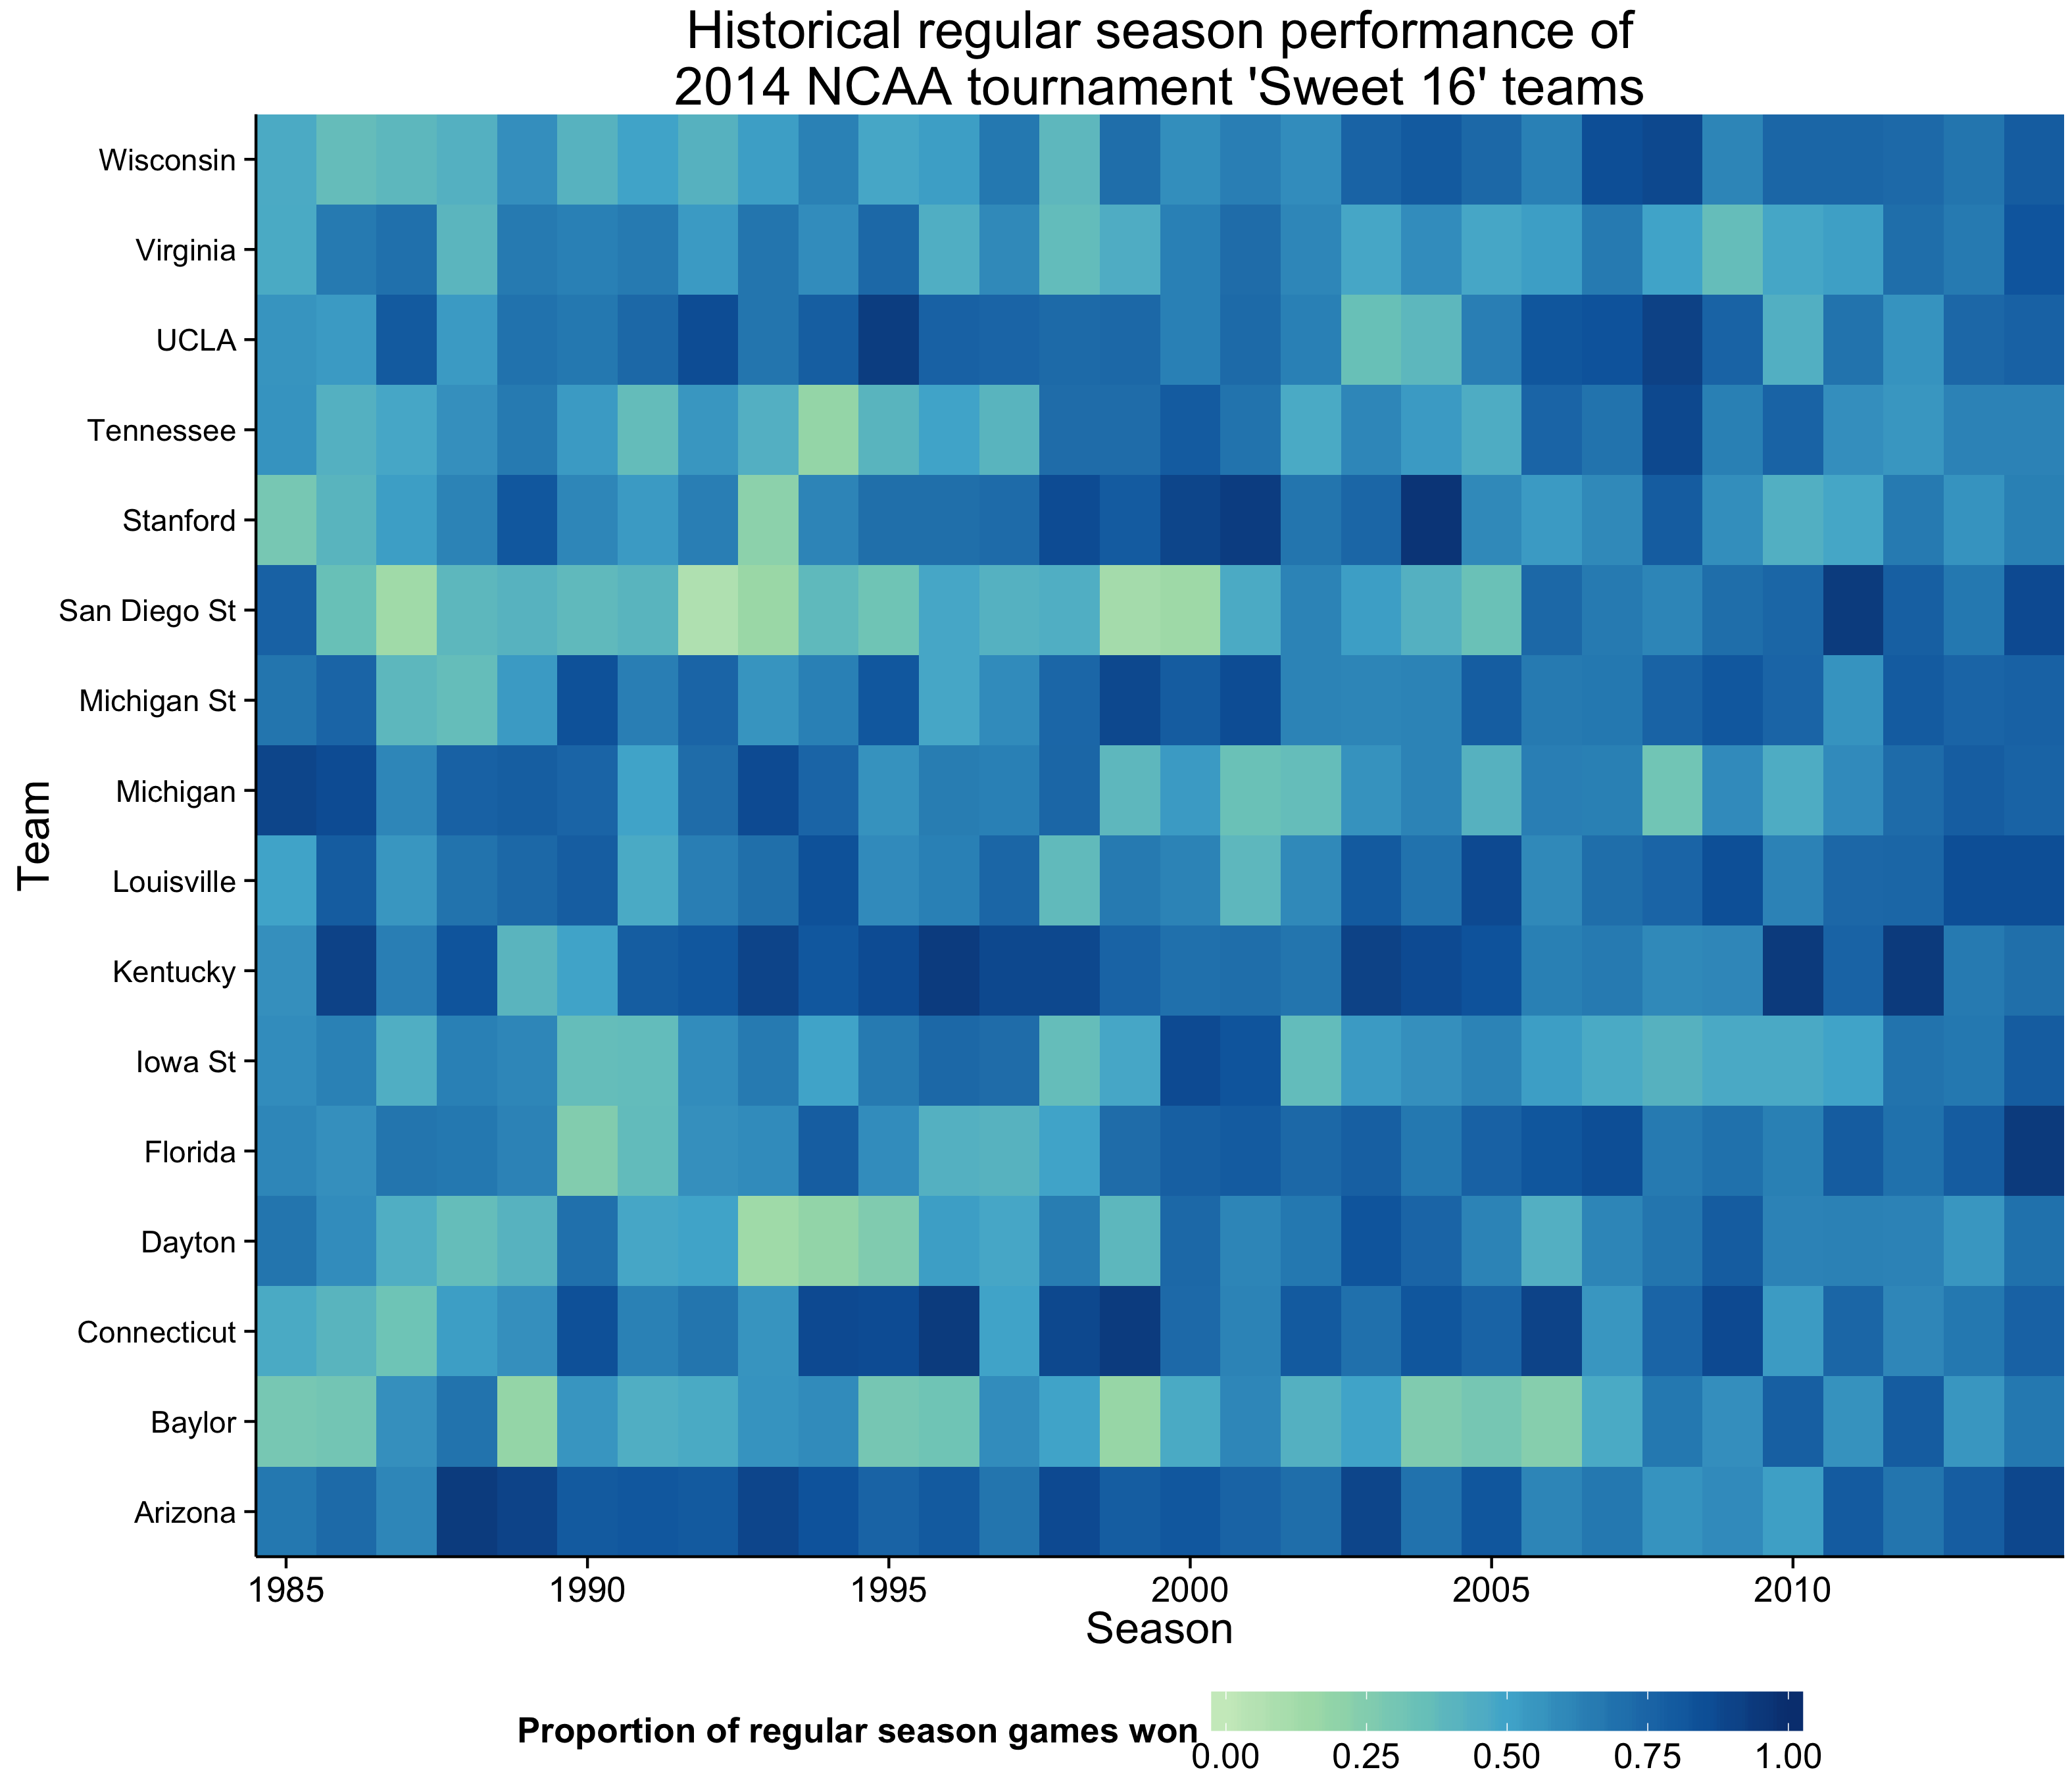 Historical regular season performance of
2014 NCAA tournament 'Sweet 16' teams
Team
Wisconsin
Virginia
UCLA
Tennessee
Stanford
San Diego St
Michigan St
Michigan
Louisville
Kentucky
Iowa St
Florida
Dayton
Connecticut
Baylor
Arizona
1985 1990 1995 2000 2005 2010
Season
Proportion of regular season games won
0.00 0.25 0.50 0.75 1.00